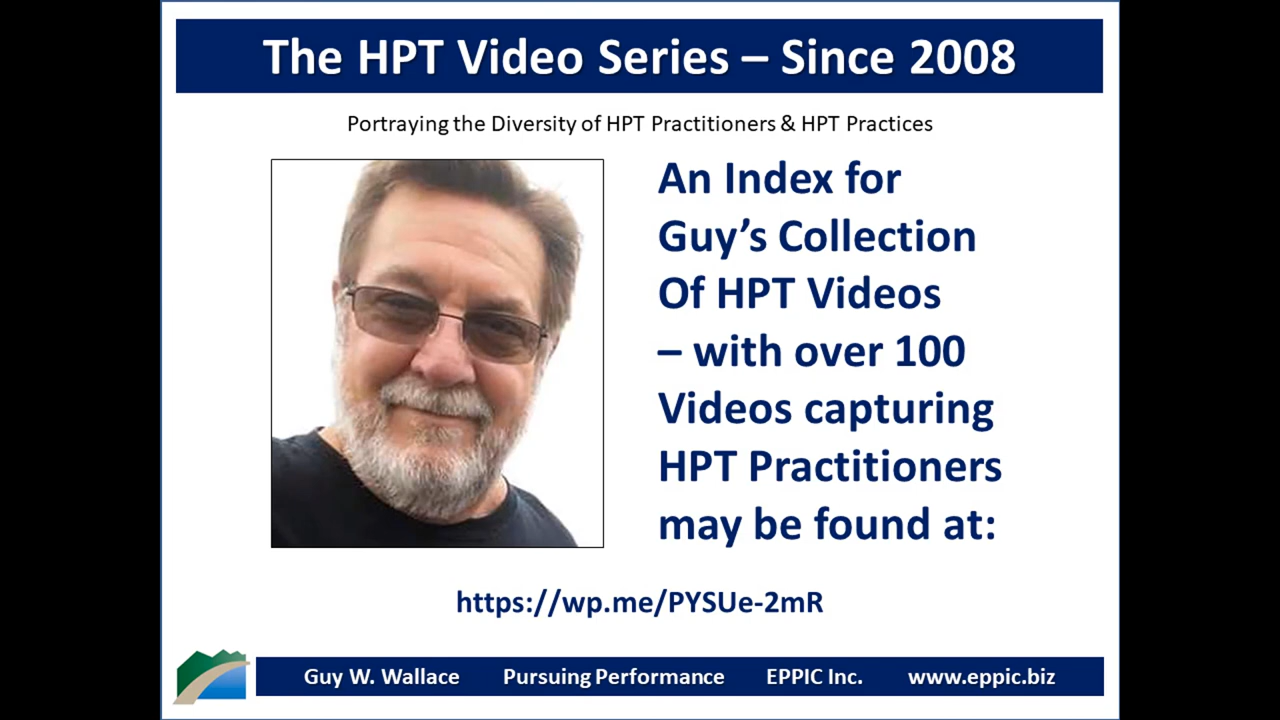 The HPT Video Series – Since 2008
Portraying the Diversity of HPT Practitioners & HPT Practices
An Index for
Guy’s Collection
Of HPT Videos
– with over 100
Videos capturing
HPT Practitioners
may be found at:
https://wp.me/PYSUe-2mR
Guy W. Wallace Pursuing Performance EPPIC Inc. www.eppic.biz